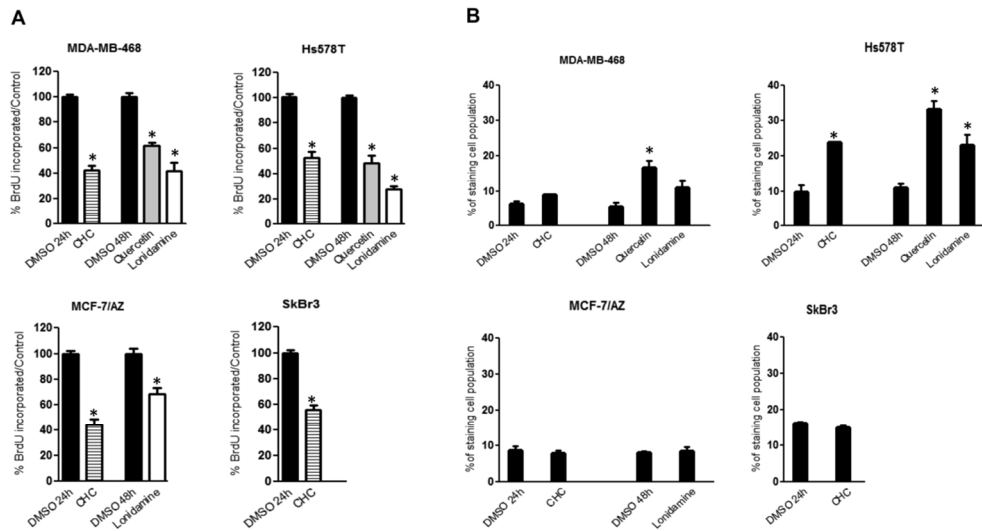 A
B
MDA-MB-468
% BrdU incorporated/Control
120
100
80
60
40
20
0
*
*
*
DMSO 24h
CHC
DMSO 48h
Quercetin
Lonidamine
Hs578T
% BrdU incorporated/Control
120
100
80
60
40
20
0
*
*
*
DMSO 24h
CHC
DMSO 48h
Quercetin
Lonidamine
MDA-MB-468
%of staining cell population
40
30
20
10
0
*
DMSO 24h
CHC
DMSO 48h
Quercetin
Lonidamine
Hs578T
%of staining cell population
40
30
20
10
0
*
*
*
DMSO 24h
CHC
DMSO 48h
Quercetin
Lonidamine
MCF-7/AZ
% BrdU incorporated/Control
120
100
80
60
40
20
0
*
*
DMSO 24h
CHC
DMSO 48h
Lonidamine
SkBr3
% BrdU incorporated/Control
120
100
80
60
40
20
0
*
DMSO 24h
CHC
MCF-7/AZ
%of staining cell population
40
30
20
10
0
DMSO 24h
CHC
DMSO 48h
Lonidamine
SkBr3
%of staining cell population
40
30
20
10
0
DMSO 24h
CHC